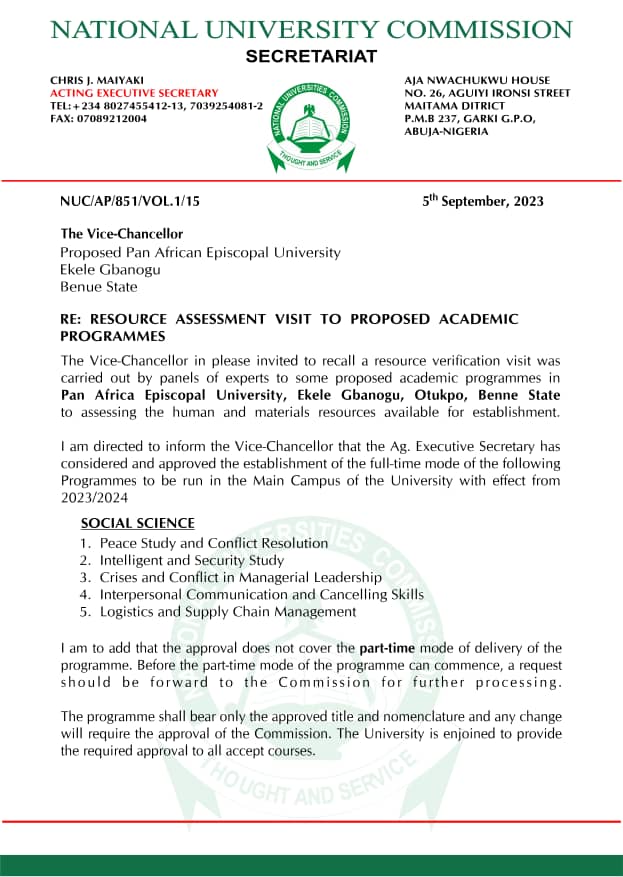 NATIONAL UNIVERSITY COMMISSION
SECRETARIAT
CHRIS J. MAIYAKI
ACTING EXECUTIVE SECRETARY
TEL:+234 8027455412-13, 7039254081-2
FAX: 07089212004
NATIONAL UNIVERSITIES COMMISSION
THOUGHT AND SERVICE
AJA NWACHUKWU HOUSE
NO. 26, AGUIYI IRONSI STREET
MAITAMA DITRICT
P.M.B 237, GARKI G.P.O,
ABUJA-NIGERIA
NUC/AP/851/VOL.1/15
5th September, 2023
The Vice-Chancellor
Proposed Pan African Episcopal University
Ekele Gbanogu
Benue State
RE: RESOURCE ASSESSMENT VISIT TO PROPOSED ACADEMIC
PROGRAMMES
The Vice-Chancellor in please invited to recall a resource verification visit was
carried out by panels of experts to some proposed academic programmes in
Pan Africa Episcopal University, Ekele Gbanogu, Otukpo, Benne State
to assessing the human and materials resources available for establishment.
I am directed to inform the Vice-Chancellor that the Ag. Executive Secretary has
considered and approved the establishment of the full-time mode of the following
Programmes to be run in the Main Campus of the University with effect from
2023/2024
SOCIAL SCIENCE
1. Peace Study and Conflict Resolution
2. Intelligent and Security Study
3. Crises and Conflict in Managerial Leadership
4. Interpersonal Communication and Cancelling Skills
5. Logistics and Supply Chain Management
I am to add that the approval does not cover the part-time mode of delivery of the
programme. Before the part-time mode of the programme can commence, a request
should be forward to the Commission for further processing.
The programme shall bear only the approved title and nomenclature and any change
will require the approval of the Commission. The University is enjoined to provide
the required approval to all accept courses.
NATIONAL UNIVERSITIES COMMISSION
THOUGHT AND SERVICE